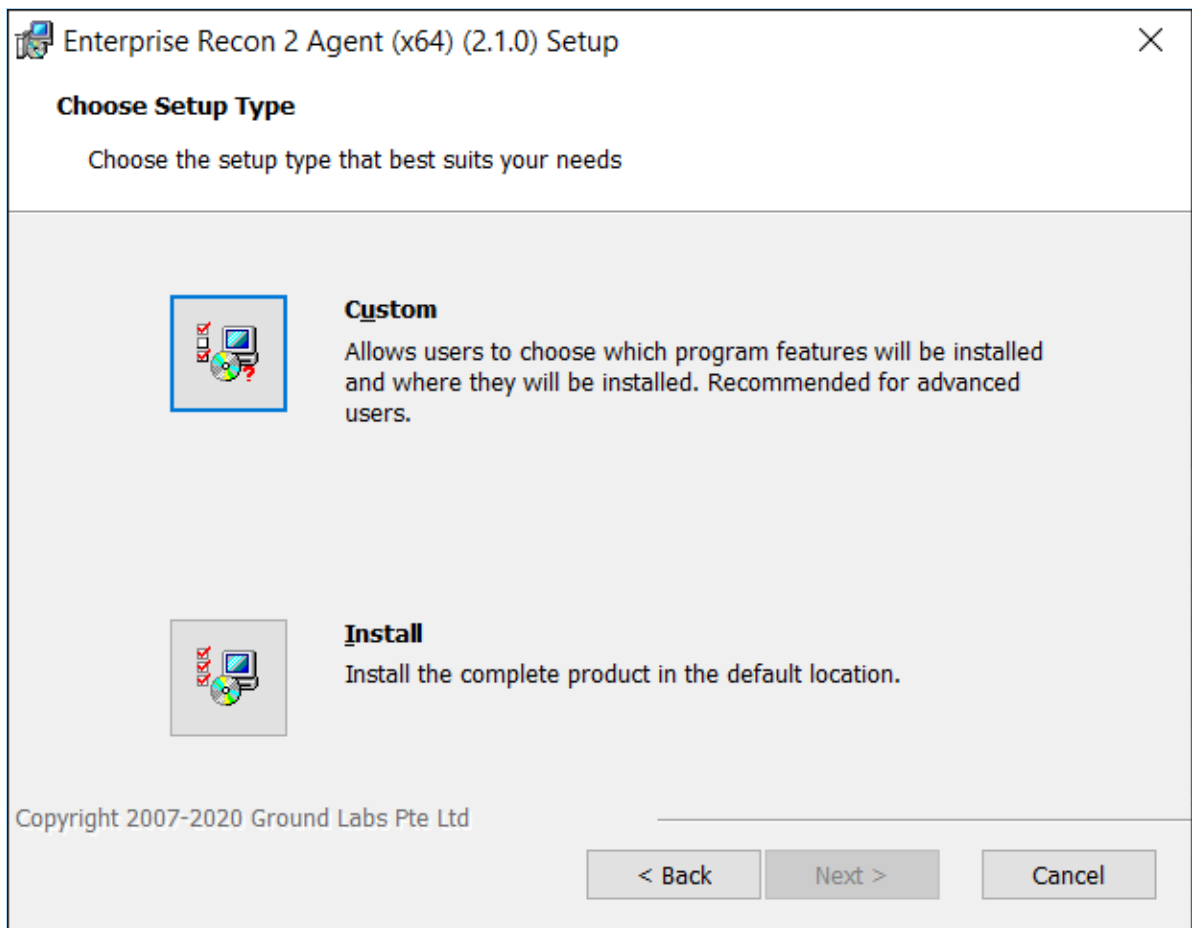 Enterprise Recon 2 Agent (x64) (2.1.0) Setup
Choose Setup Type
Choose the setup type that best suits your needs
Custom
Allows users to choose which program features will be installed
and where they will be installed. Recommended for advanced
users.
Install
Install the complete product in the default location.
Copyright 2007-2020 Ground Labs Pte Ltd
< Back
Next >
Cancel